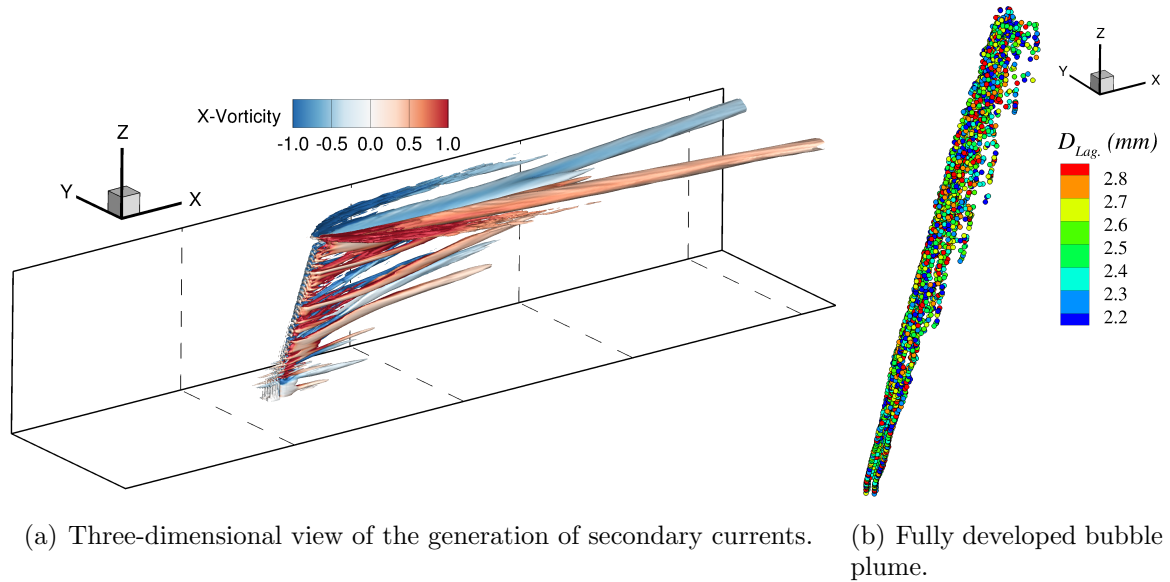 X-Vorticity
-1.0 -0.5 0.0 0.5 1.0
Z
Y
X
Z
Y
X
D_Lag. (mm)
2.8
2.7
2.6
2.5
2.4
2.3
2.2
(a) Three-dimensional view of the generation of secondary currents.
(b) Fully developed bubble
plume.